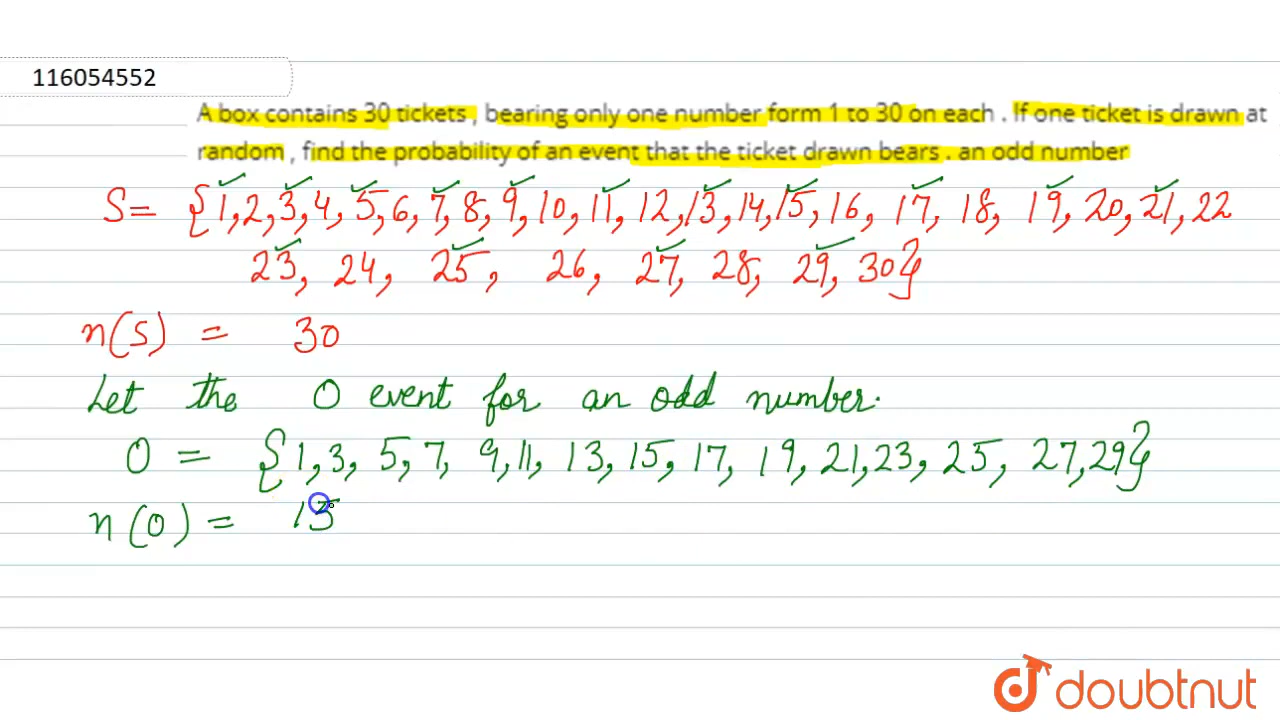 116054552
A box contains 30 tickets , bearing only one number form 1 to 30 on each . If one ticket is drawn at
random , find the probability of an event that the ticket drawn bears . an odd number
S = {1,2,3,4,5,6,7,8,9,10,11,12,13,14,15,16,17,18,19,20,21,22
23, 24, 25, 26, 27, 28, 29, 30}
n(S) = 30
Let the O event for an odd number.
O = {1,3,5,7,9,11,13,15,17,19,21,23,25,27,29}
n(O) = 15
doubtnut